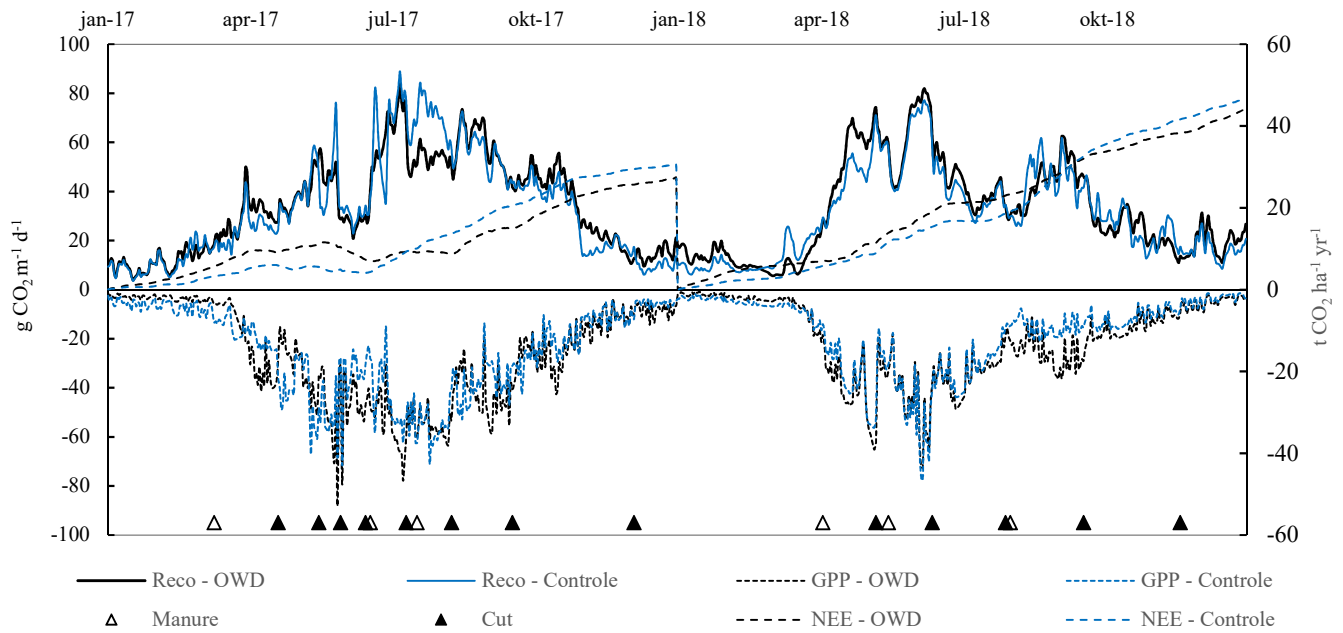 jan-17 apr-17 jul-17 okt-17 jan-18 apr-18 jul-18 okt-18
100 60
80
60 40
40
20 20
0 0
-20
-40 -20
-60
-80 -40
-100 -60
g CO2 m-1 d-1
t CO2 ha-1 yr-1
Reco - OWD Reco - Controle GPP - OWD GPP - Controle
Manure Cut NEE - OWD NEE - Controle